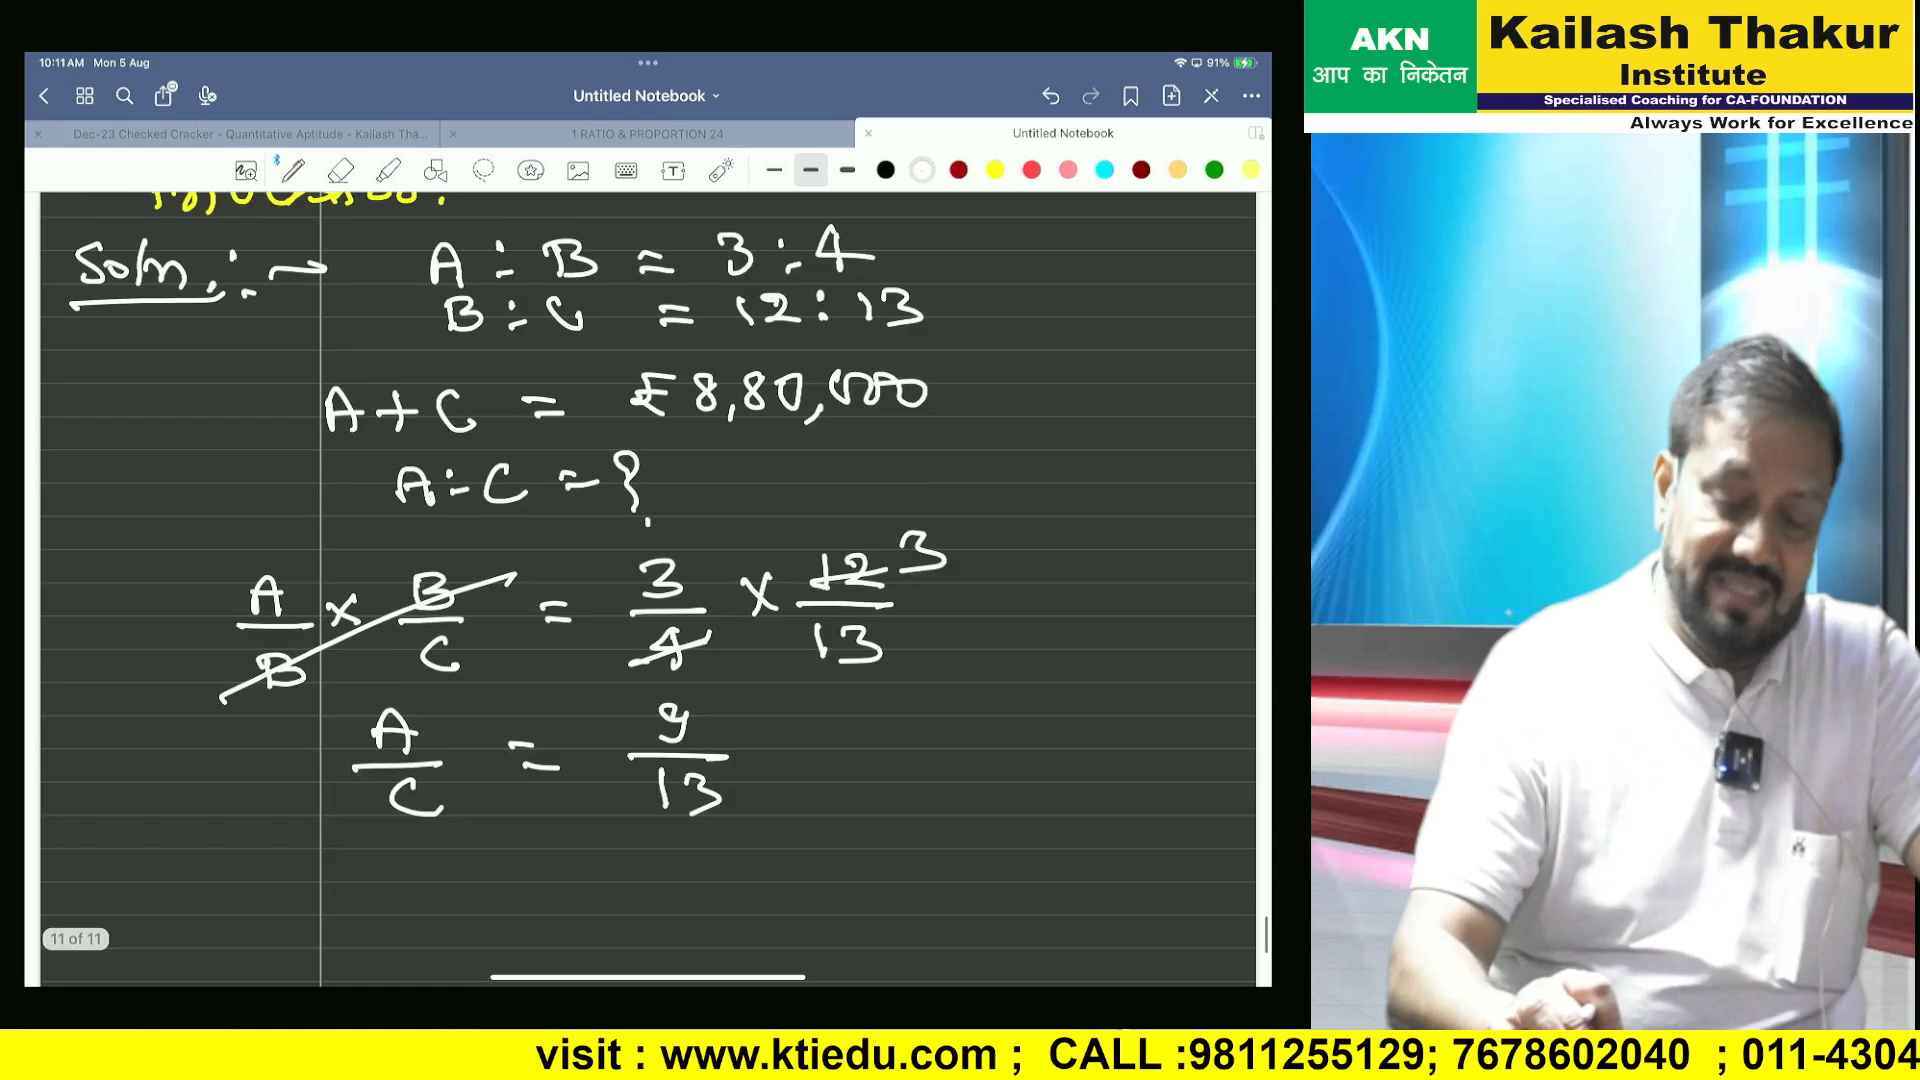 AKN
आप का निकेतन
Kailash Thakur
Institute
Specialised Coaching for CA-FOUNDATION
Always Work for Excellence
10:11AM Mon 5 Aug
91%
Untitled Notebook
Dec-23 Checked Cracker - Quantitative Aptitude - Kailash Tha...
1 RATIO & PROPORTION 24
Untitled Notebook
Soln :→ A : B = 3 : 4
B : C = 12 : 13
A + C = ₹ 8,80,000
A : C = ?
A/B × B/C = 3/4 × 12/13 3
A/C = 9/13
11 of 11
visit : www.ktiedu.com ; CALL :9811255129; 7678602040 ; 011-4304